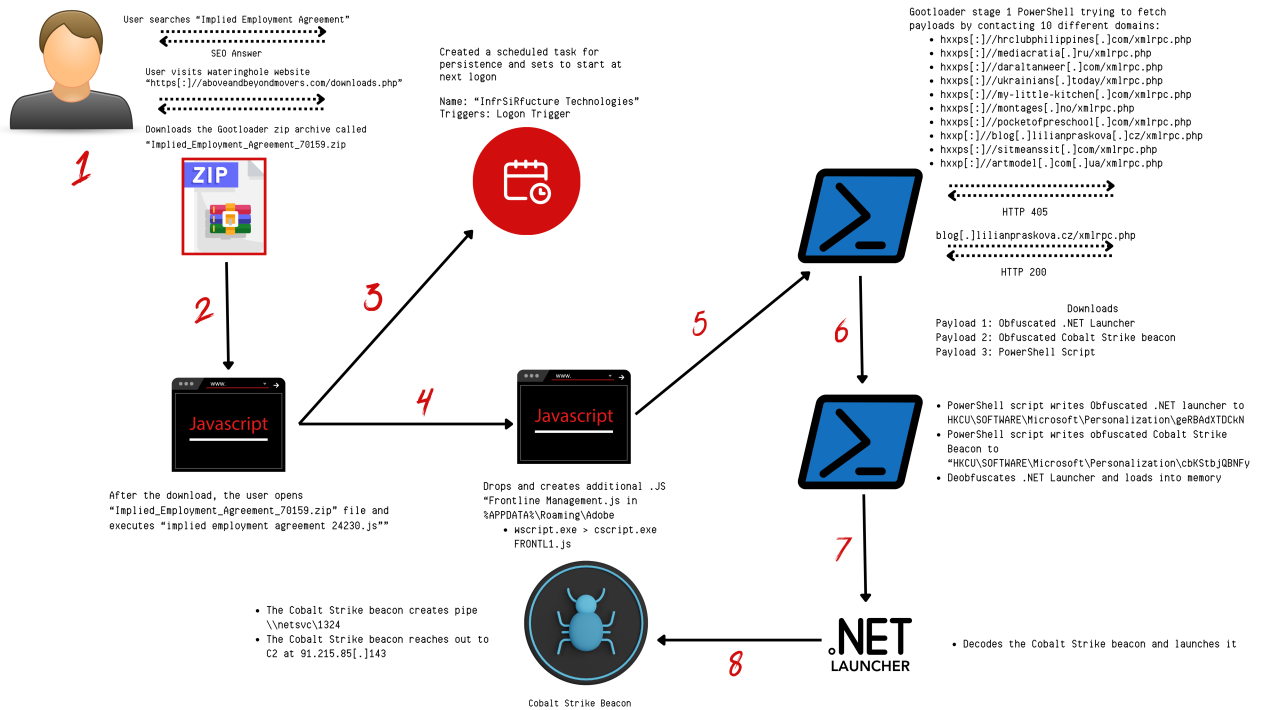 User searches “Implied Employment Agreement”
SEO Answer
User visits wateringhole website
“https[:]//aboveandbeyondmovers.com/downloads.php”
Downloads the Gootloader zip archive called
“Implied_Employment_Agreement_70159.zip
1
ZIP
2
www.
Javascript
After the download, the user opens
“Implied_Employment_Agreement_70159.zip” file and
executes “implied employment agreement 24230.js””
3
Created a scheduled task for
persistence and sets to start at
next logon
Name: “InfrSiRfucture Technologies”
Triggers: Logon Trigger
4
www.
Javascript
Drops and creates additional .JS
“Frontline Management.js in
%APPDATA%\Roaming\Adobe
• wscript.exe > cscript.exe
FRONTL1.js
5
Gootloader stage 1 PowerShell trying to fetch
payloads by contacting 10 different domains:
• hxxps[:]//hrclubphilippines[.]com/xmlrpc.php
• hxxps[:]//mediacratia[.]ru/xmlrpc.php
• hxxps[:]//daraltanweer[.]com/xmlrpc.php
• hxxps[:]//ukrainians[.]today/xmlrpc.php
• hxxps[:]//my-little-kitchen[.]com/xmlrpc.php
• hxxps[:]//montages[.]no/xmlrpc.php
• hxxps[:]//pocketofpreschool[.]com/xmlrpc.php
• hxx[s[:]//blog[.]lilianpraskova[.]cz/xmlrpc.php
• hxxps[:]//sitmeanssit[.]com/xmlrpc.php
• hxxp[:]//artmodel[.]com[.]ua/xmlrpc.php
HTTP 405
blog[.]lilianpraskova.cz/xmlrpc.php
HTTP 200
6
Downloads
Payload 1: Obfuscated .NET Launcher
Payload 2: Obfuscated Cobalt Strike beacon
Payload 3: PowerShell Script
• PowerShell script writes Obfuscated .NET launcher to
HKCU\SOFTWARE\Microsoft\Personalization\geRBAdXTDCkN
• PowerShell script writes obfuscated Cobalt Strike
Beacon to
“HKCU\SOFTWARE\Microsoft\Personalization\cbKStbjQBNFy
• Deobfuscates .NET Launcher and loads into memory
7
.NET
LAUNCHER
• Decodes the Cobalt Strike beacon and launches it
8
• The Cobalt Strike beacon creates pipe
\\netsvc\1324
• The Cobalt Strike beacon reaches out to
C2 at 91.215.85[.]143
Cobalt Strike Beacon